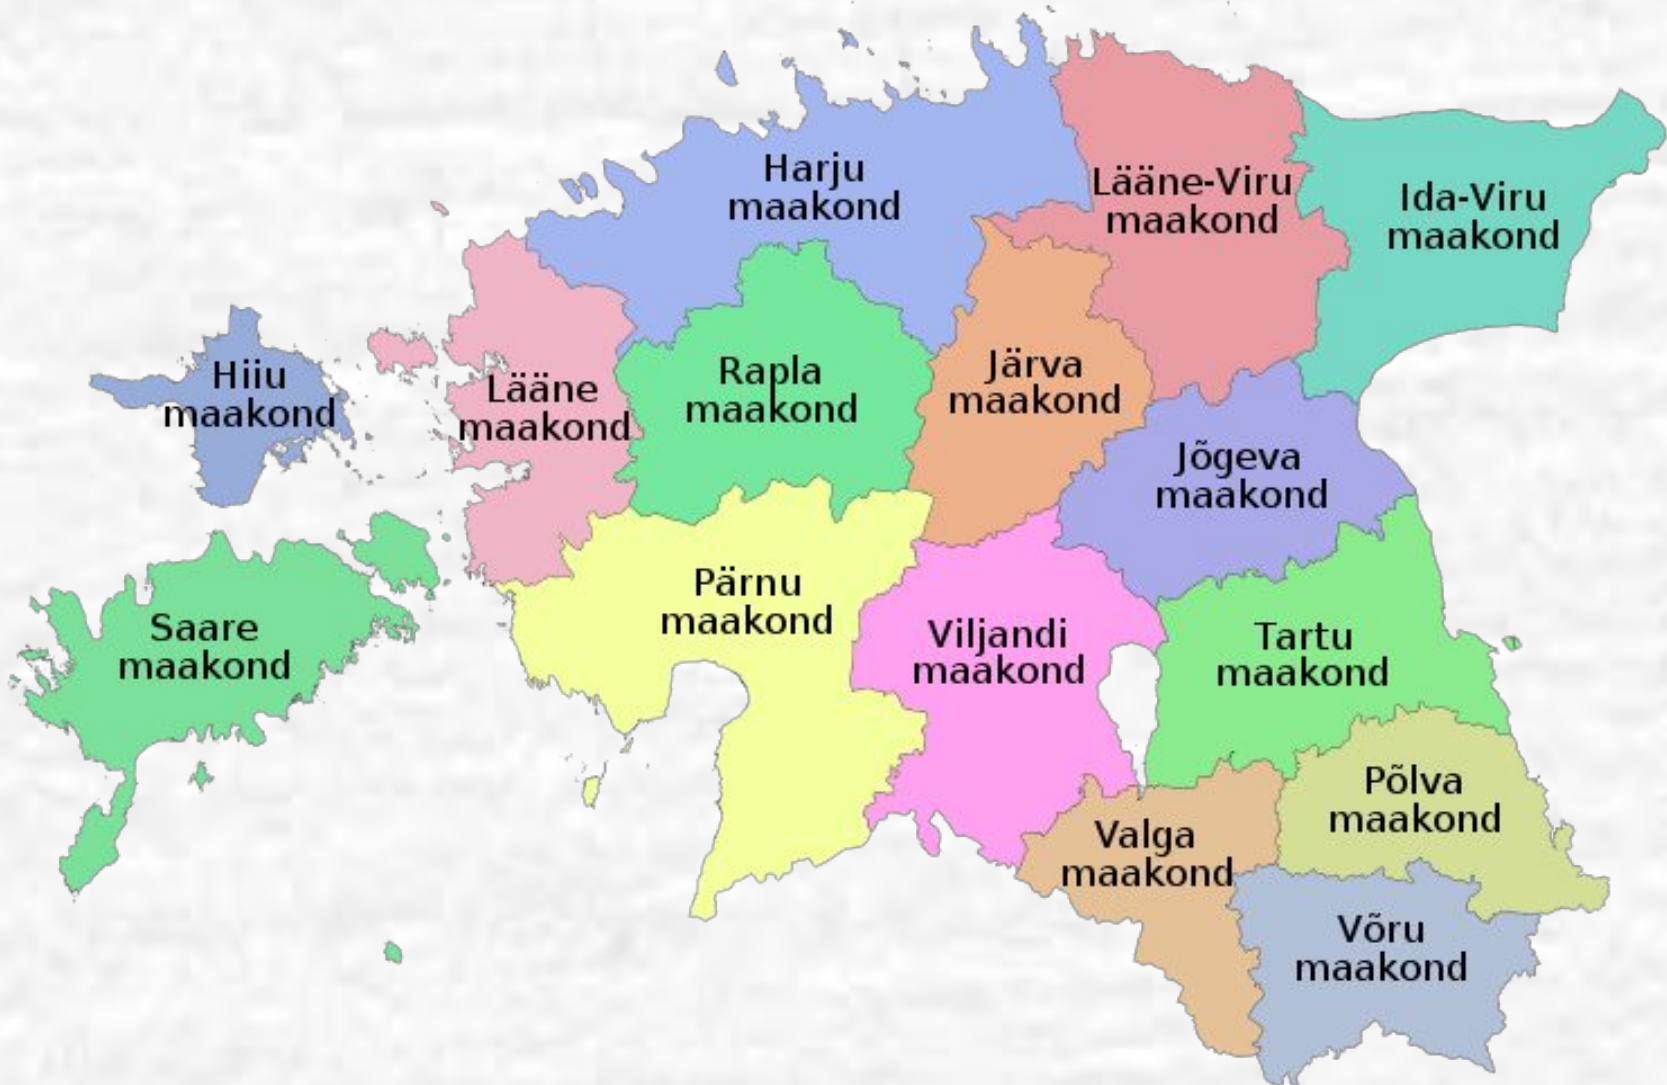 Harju
maakond
Lääne-Viru
maakond
Ida-Viru
maakond
Hiiu
maakond
Lääne
maakond
Rapla
maakond
Järva
maakond
Jõgeva
maakond
Saare
maakond
Pärnu
maakond
Viljandi
maakond
Tartu
maakond
Valga
maakond
Põlva
maakond
Võru
maakond